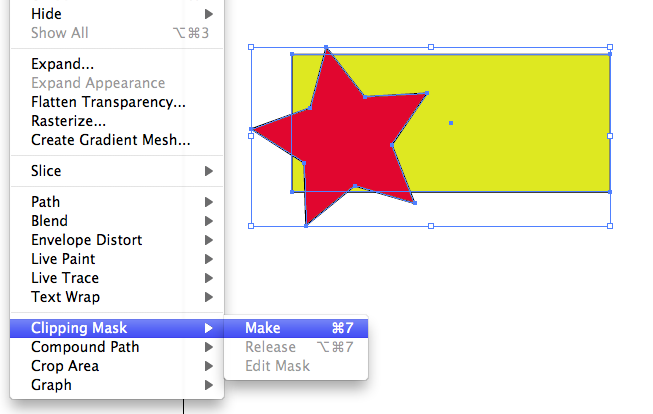 Hide
Show All ⌥⌘3
Expand...
Expand Appearance
Flatten Transparency...
Rasterize...
Create Gradient Mesh...
Slice
Path
Blend
Envelope Distort
Live Paint
Live Trace
Text Wrap
Clipping Mask
Compound Path
Crop Area
Graph
Make ⌘7
Release ⌥⌘7
Edit Mask